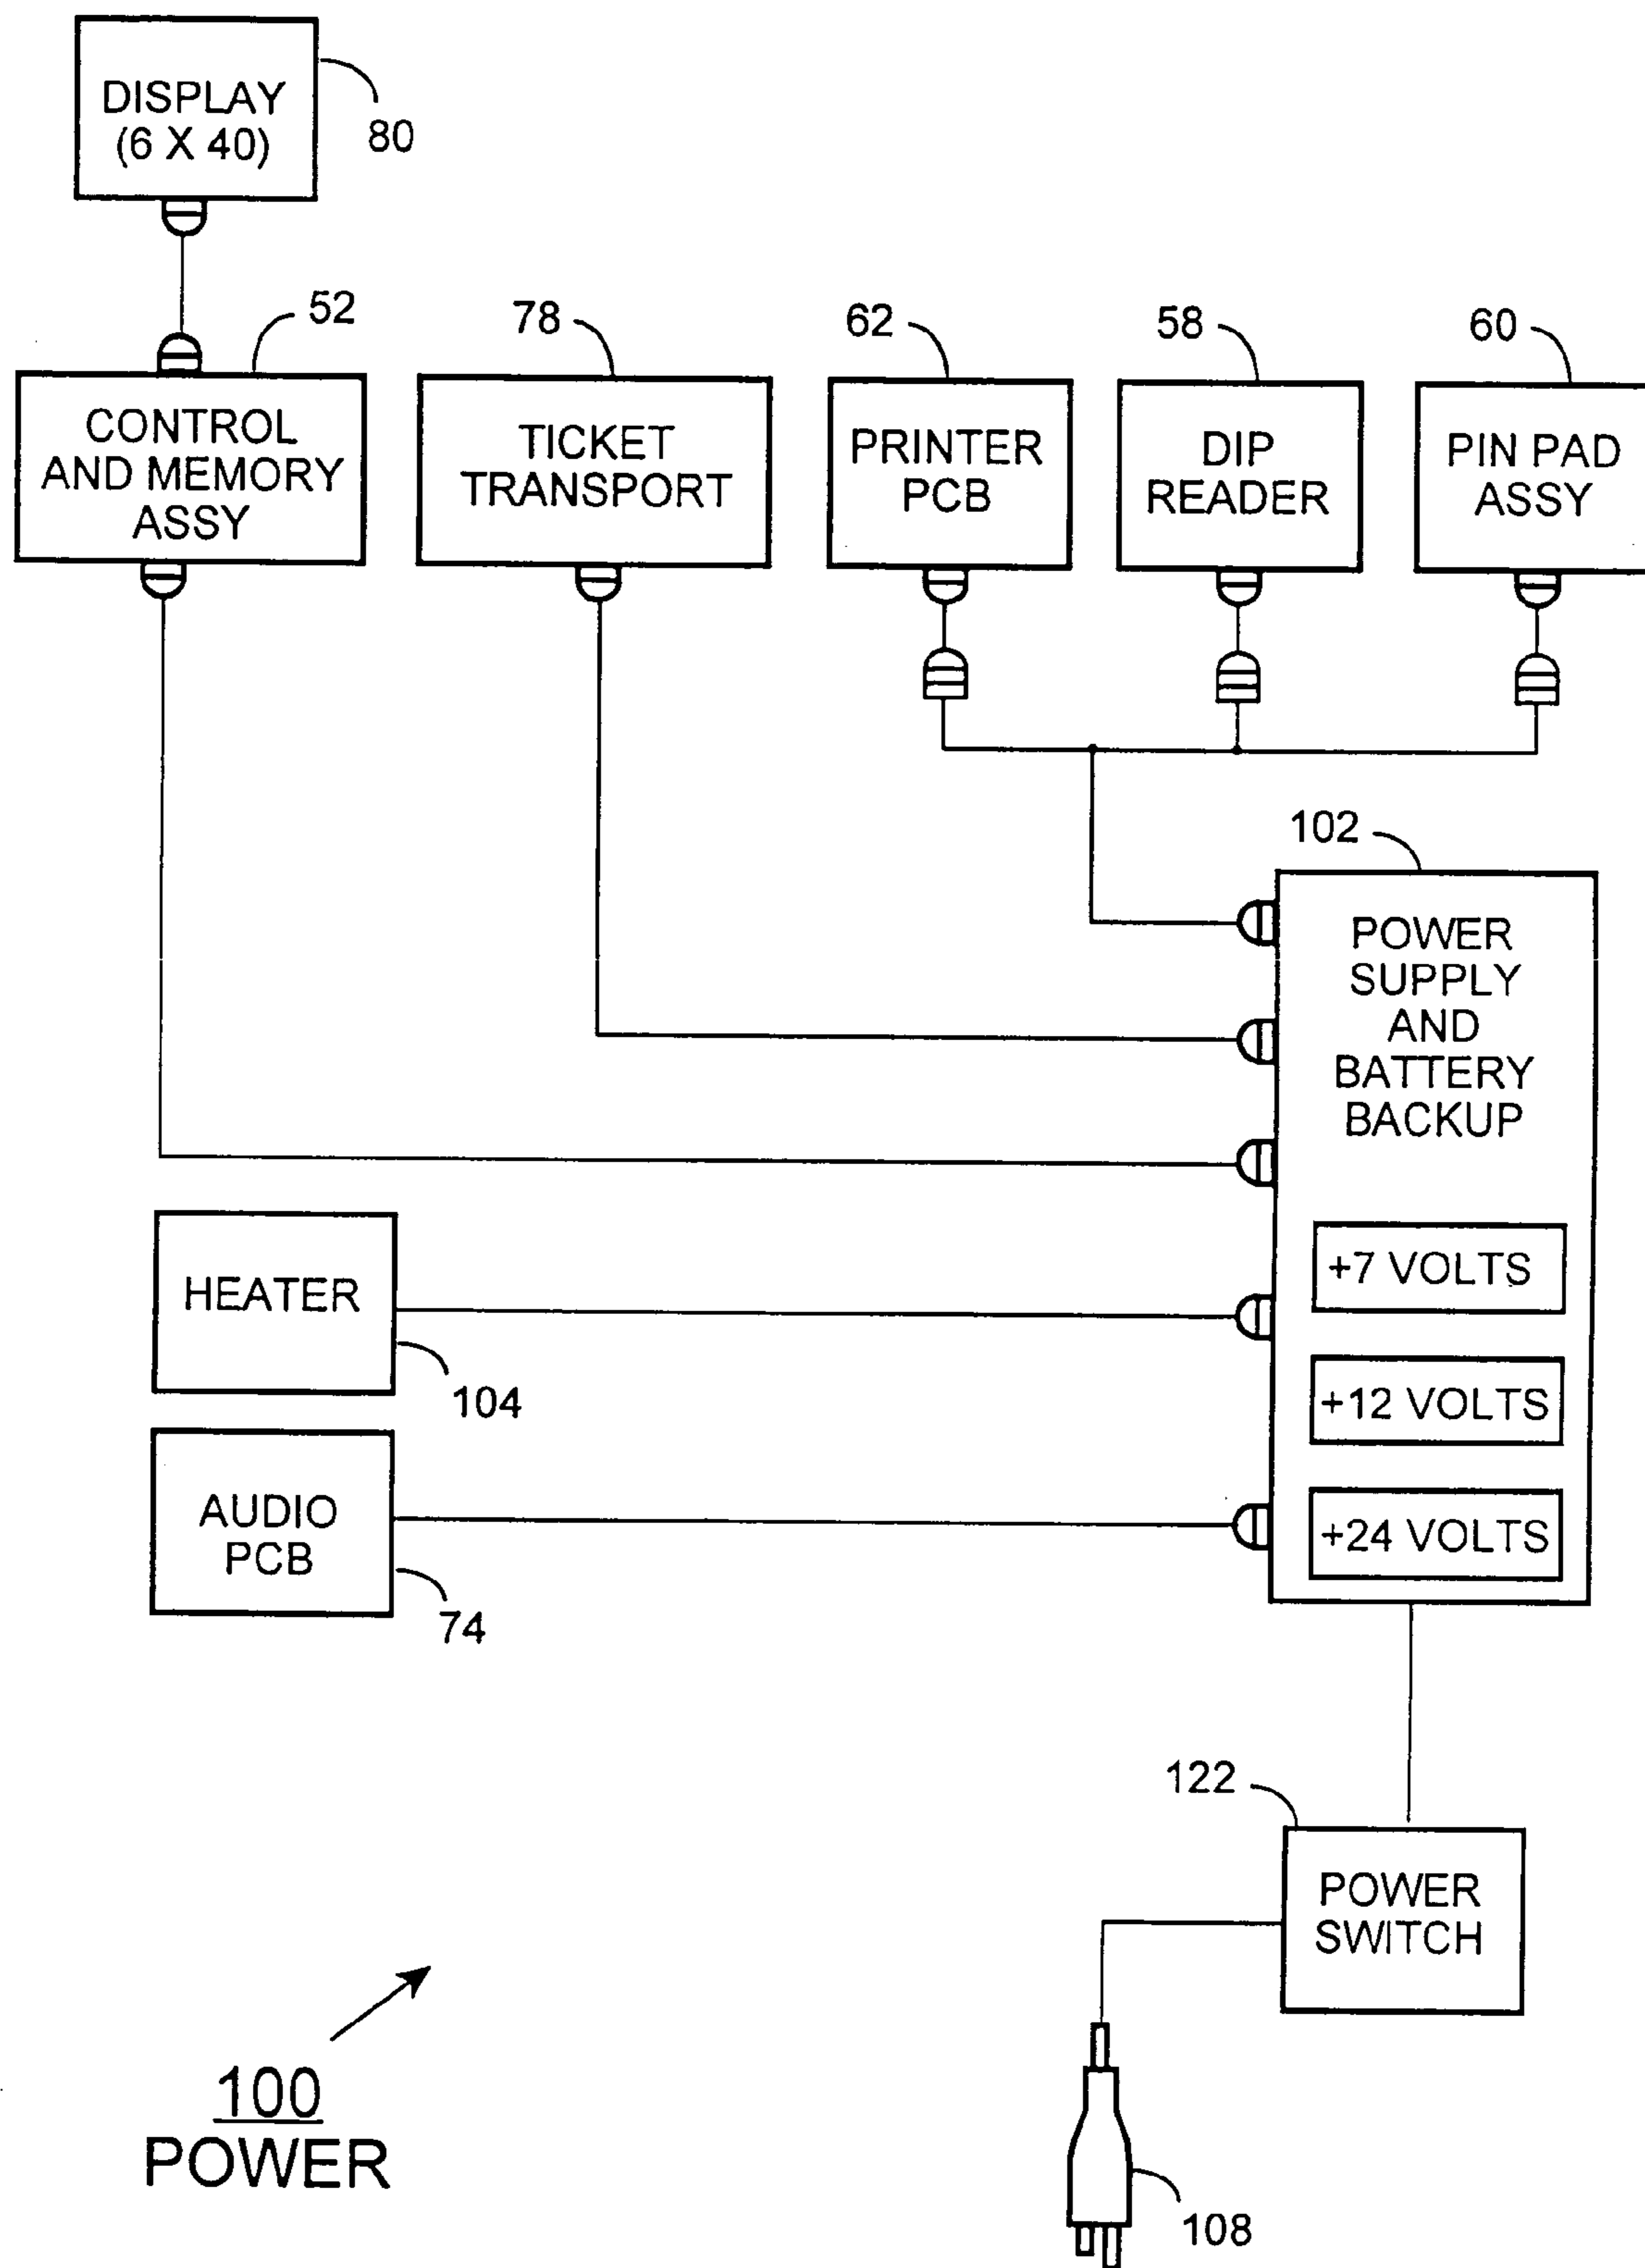 DISPLAY
(6 X 40)
80
52
78
62
58
60
CONTROL
AND MEMORY
ASSY
TICKET
TRANSPORT
PRINTER
PCB
DIP
READER
PIN PAD
ASSY
102
POWER
SUPPLY
AND
BATTERY
BACKUP
+7 VOLTS
HEATER
104
+12 VOLTS
AUDIO
PCB
74
+24 VOLTS
122
POWER
SWITCH
100
POWER
108